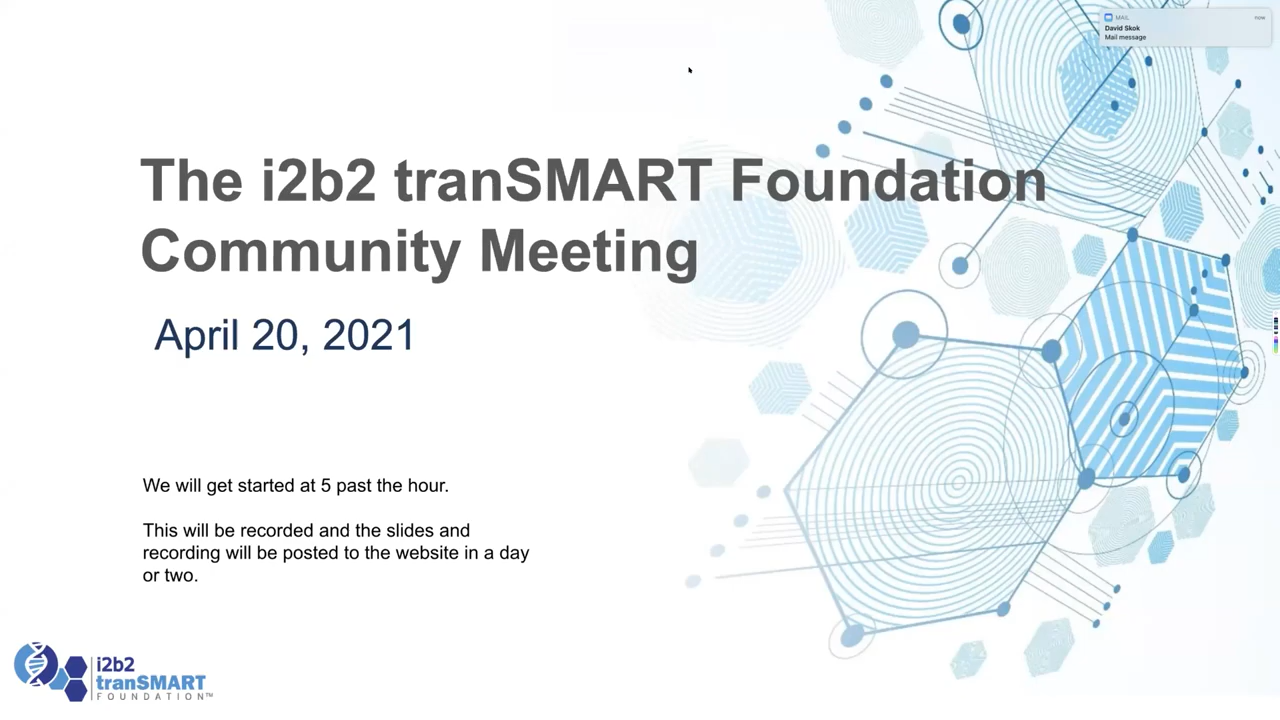 MAIL
now
David Skok
Mail message
The i2b2 tranSMART Foundation
Community Meeting
April 20, 2021
We will get started at 5 past the hour.
This will be recorded and the slides and
recording will be posted to the website in a day
or two.
i2b2
tranSMART
FOUNDATION™